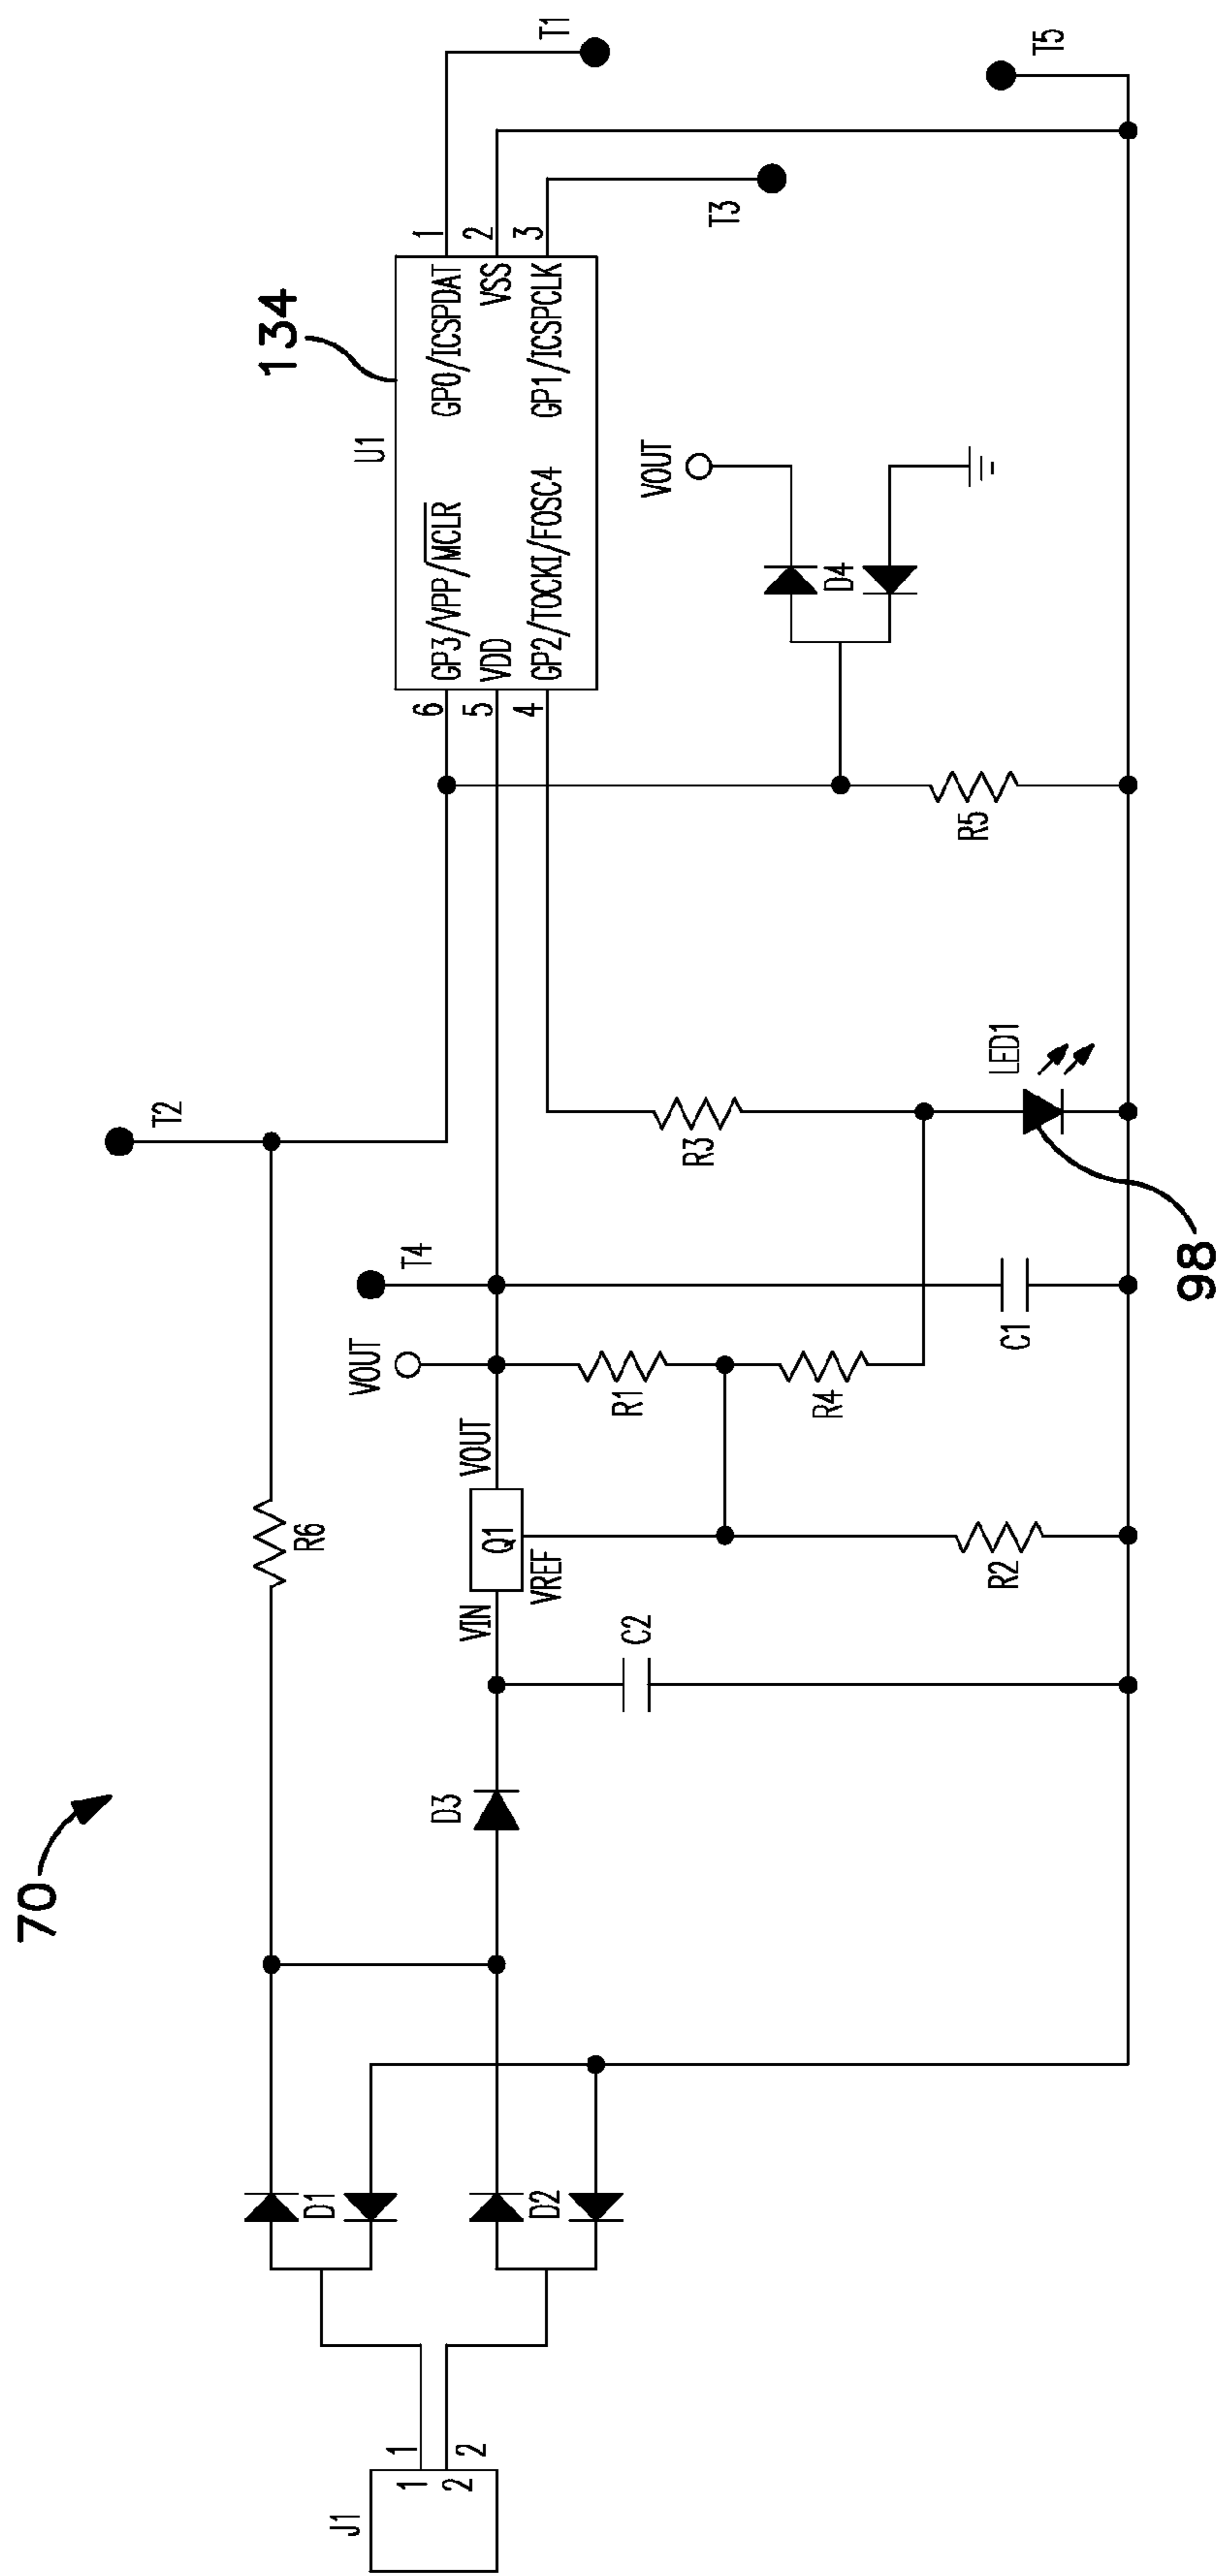 70
J1
1
2
1
2
D1
D2
D3
R6
T2
VIN
Q1
VREF
VOUT
VOUT
T4
C2
R1
R4
R2
C1
R3
LED1
98
U1
134
6
5
4
GP3/VPP/MCLR
VDD
GP2/TOCKI/FOSC4
GP0/ICSPDAT
VSS
GP1/ICSPCLK
1
2
3
T1
T3
T5
VOUT
D4
R5